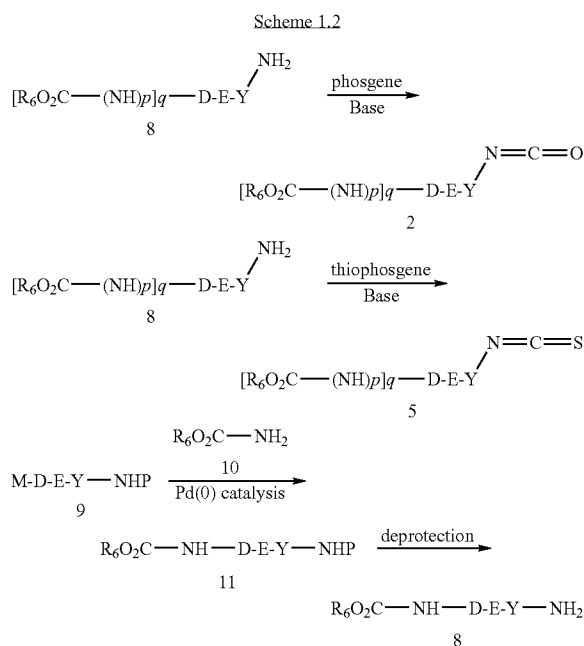 Scheme 1.2
NH₂
[R₆O₂C—(NH)p]q—D-E-Y
phosgene
Base
8
N=C=O
[R₆O₂C—(NH)p]q—D-E-Y
2
NH₂
[R₆O₂C—(NH)p]q—D-E-Y
thiophosgene
Base
8
N=C=S
[R₆O₂C—(NH)p]q—D-E-Y
5
R₆O₂C—NH₂
10
M-D-E-Y—NHP
Pd(0) catalysis
9
R₆O₂C—NH—D-E-Y—NHP
deprotection
11
R₆O₂C—NH—D-E-Y—NH₂
8